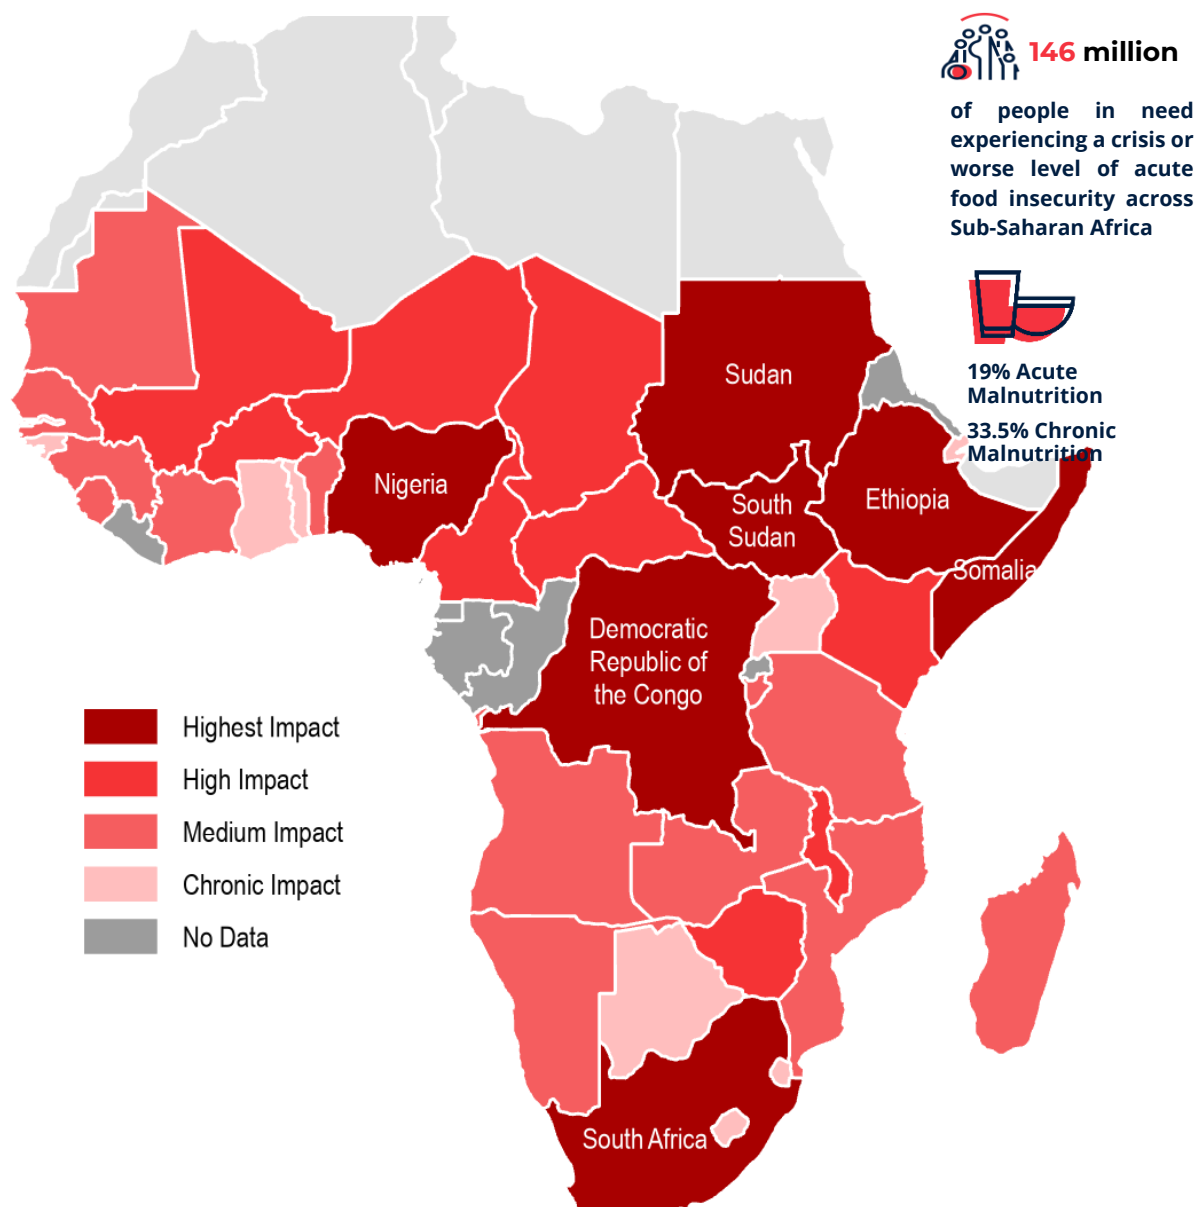 146 million
of people in need
experiencing a crisis or
worse level of acute
food insecurity across
Sub-Saharan Africa
19% Acute
Malnutrition
33.5% Chronic
Malnutrition
Sudan
Nigeria
South
Sudan
Ethiopia
Somalia
Democratic
Republic of
the Congo
Highest Impact
High Impact
Medium Impact
Chronic Impact
No Data
South Africa